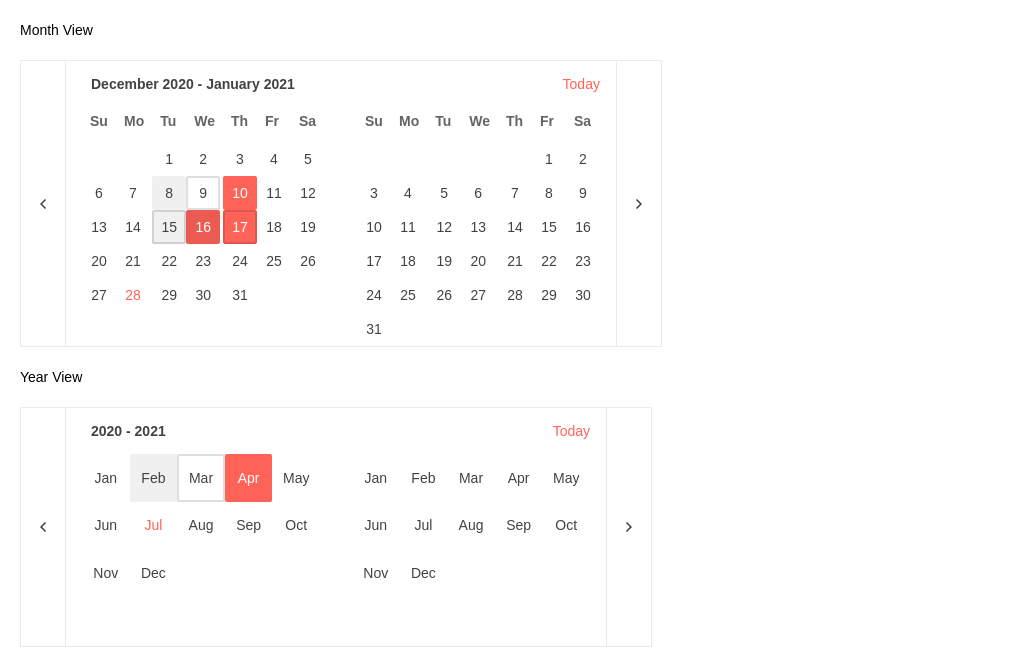 Month View
December 2020 - January 2021 Today
Su Mo Tu We Th Fr Sa Su Mo Tu We Th Fr Sa
1 2 3 4 5 1 2
6 7 8 9 10 11 12 3 4 5 6 7 8 9
13 14 15 16 17 18 19 10 11 12 13 14 15 16
20 21 22 23 24 25 26 17 18 19 20 21 22 23
27 28 29 30 31 24 25 26 27 28 29 30
31
Year View
2020 - 2021 Today
Jan Feb Mar Apr May Jan Feb Mar Apr May
Jun Jul Aug Sep Oct Jun Jul Aug Sep Oct
Nov Dec Nov Dec